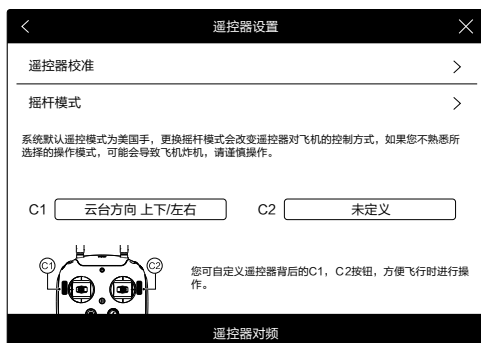 遥控器设置
遥控器校准
摇杆模式
系统默认遥控模式为美国手，更换摇杆模式会改变遥控器对飞机的控制方式，如果您不熟悉所
选择的操作模式，可能会导致飞机炸机，请谨慎操作。
C1 云台方向 上下/左右 C2 未定义
C1 C2
您可自定义遥控器背后的C1，C2按钮，方便飞行时进行操
作。
遥控器对频